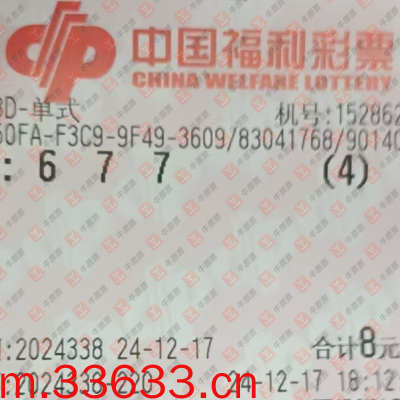 中国福利彩票
CHINA WELFARE LOTTERY
3D-单式 机号:152862
60FA-F3C9-9F49-3609/83041768/90140
: 6 7 7 (4)
:2024338 24-12-17 合计8元
24-12-17 18:12
n.33633.cn